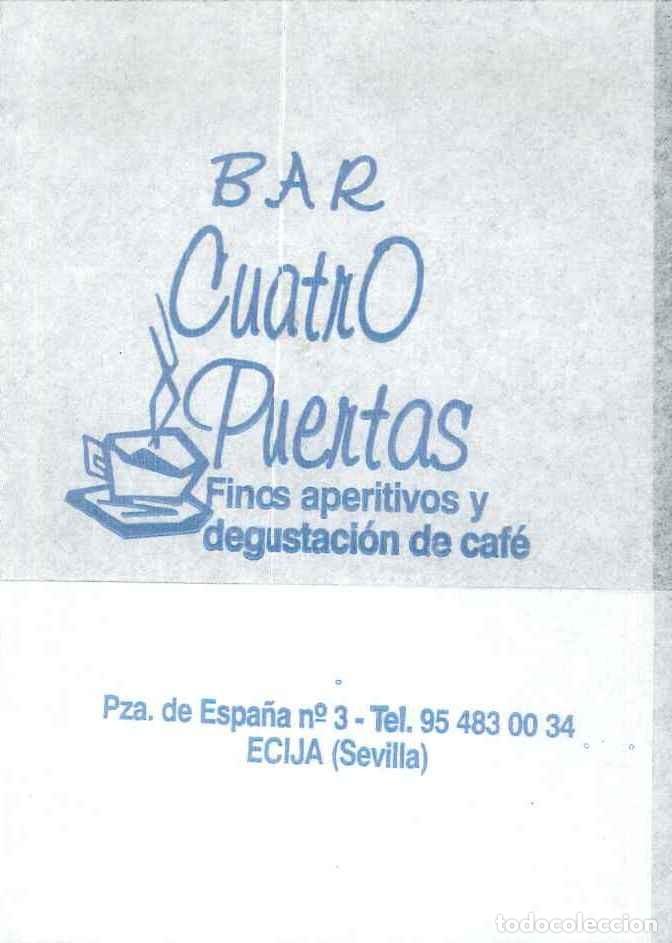 BAR
CuatrO
Puertas
Finos aperitivos y
degustación de café
Pza. de España nº 3 - Tel. 95 483 00 34
ECIJA (Sevilla)
todocoleccion